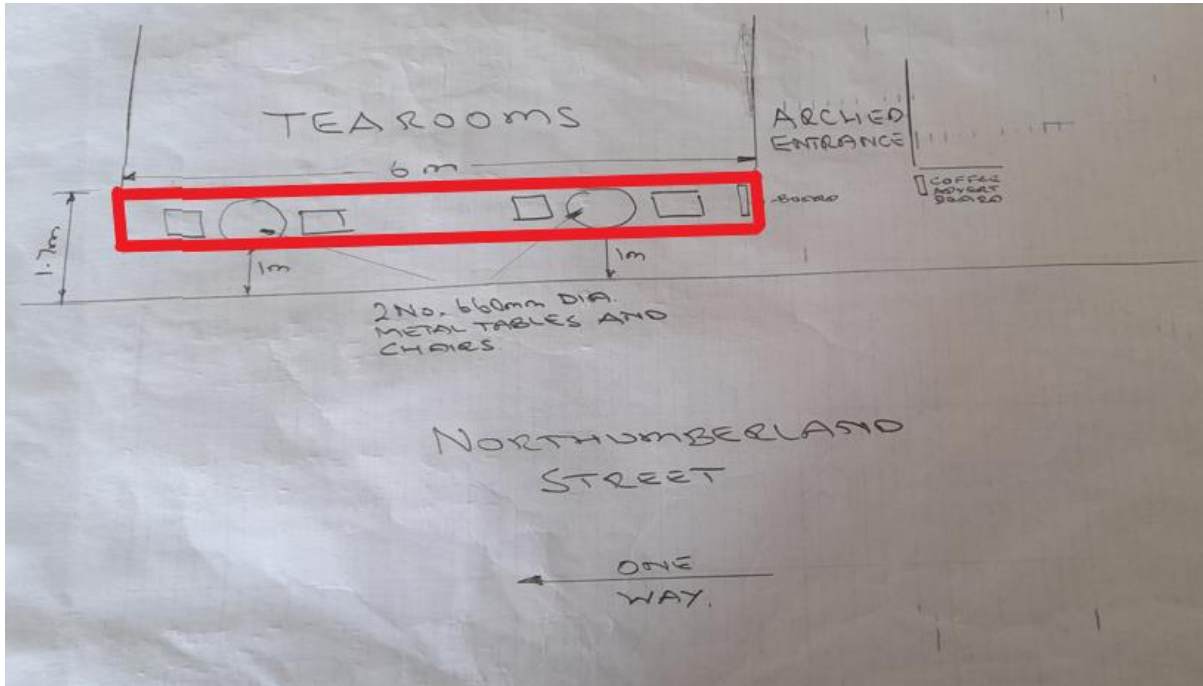 TEAROOMS
ARCHED
ENTRANCE
6m
COFFEE
ADVERT
BOARD
BOARD
1.7m
1m
1m
2 No. 660mm DIA.
METAL TABLES AND
CHAIRS
NORTHUMBERLAND
STREET
ONE
WAY.